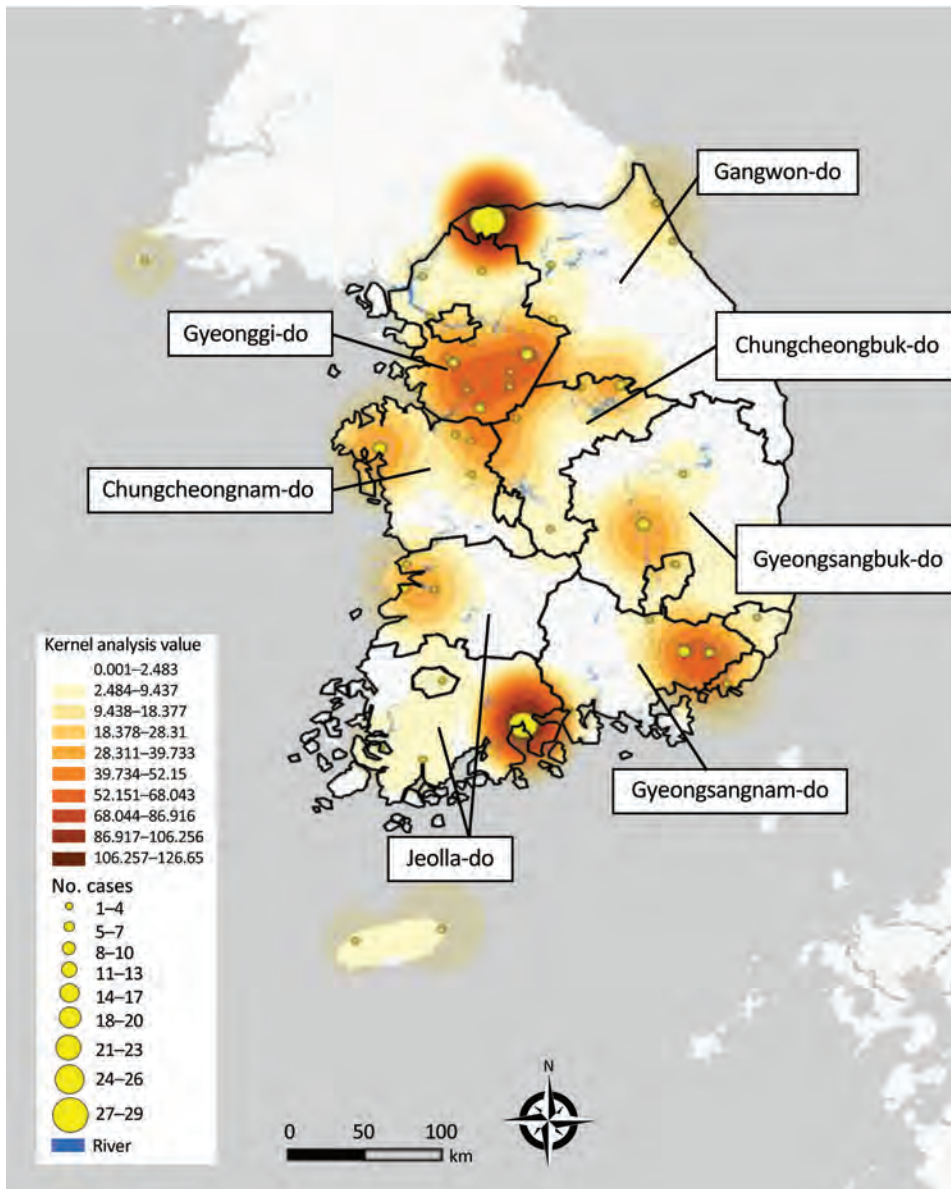 Gangwon-do
Gyeonggi-do
Chungcheongbuk-do
Chungcheongnam-do
Gyeongsangbuk-do
Gyeongsangnam-do
Jeolla-do
Kernel analysis value
0.001–2.483
2.484–9.437
9.438–18.377
18.378–28.31
28.311–39.733
39.734–52.15
52.151–68.043
68.044–86.916
86.917–106.256
106.257–126.65
No. cases
1–4
5–7
8–10
11–13
14–17
18–20
21–23
24–26
27–29
River
N
0 50 100
km